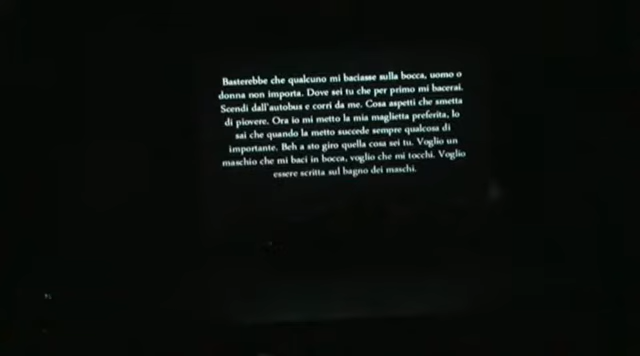 Basterebbe che qualcuno mi baciasse sulla bocca, uomo o
donna non importa. Dove sei tu che per primo mi bacerai.
Scendi dall'autobus e corri da me. Cosa aspetti che smetta
di piovere. Ora io mi metto la mia maglietta preferita, lo
sai che quando la metto succede sempre qualcosa di
importante. Beh a sto giro quella cosa sei tu. Voglio un
maschio che mi baci in bocca, voglio che mi tocchi. Voglio
essere scritta sul bagno dei maschi.